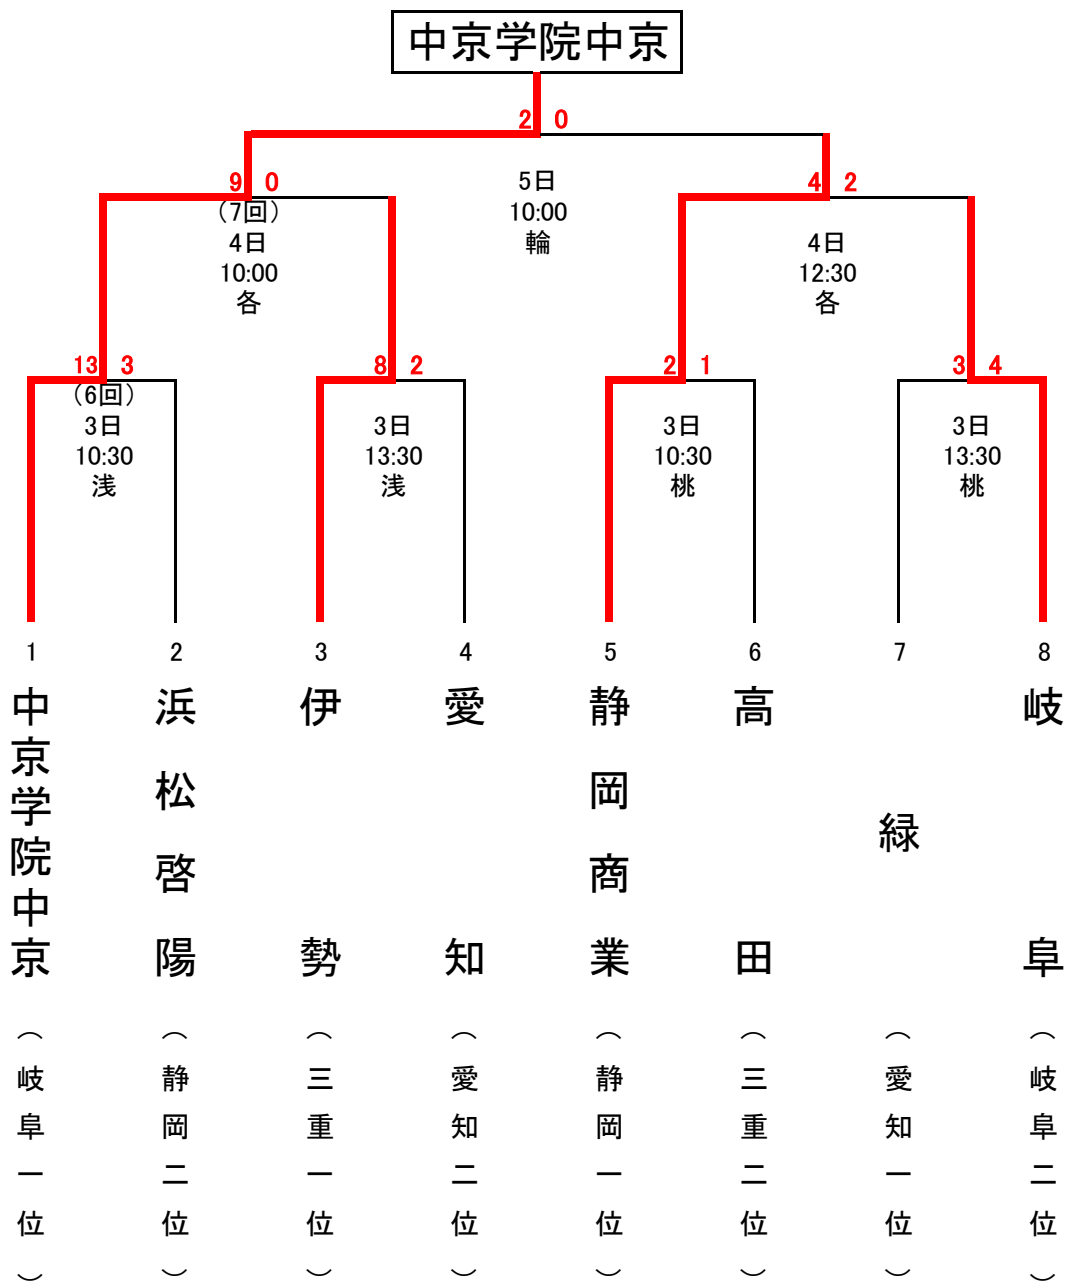 中京学院中京
2 0
9 0
(7回)
4日
10:00
各
5日
10:00
輪
4 2
4日
12:30
各
13 3
(6回)
3日
10:30
浅
8 2
3日
13:30
浅
2 1
3日
10:30
桃
3 4
3日
13:30
桃
1
2
3
4
5
6
7
8
中京学院中京
(岐阜一位)
浜松啓陽
(静岡二位)
伊勢
(三重一位)
愛知
(愛知二位)
静岡商業
(静岡一位)
高田
(三重二位)
緑
(愛知一位)
岐阜
(岐阜二位)